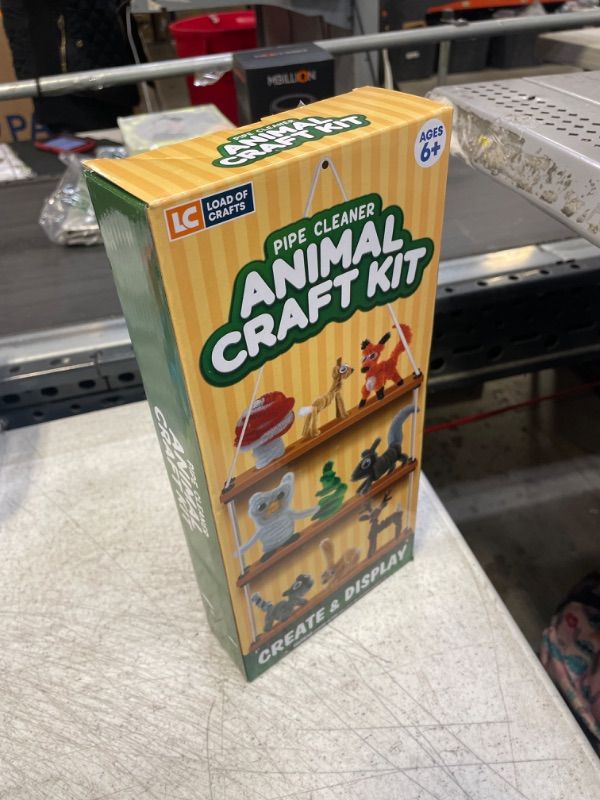 MBILLION
PIPE CLEANER
ANIMAL
CRAFT KIT
AGES
6+
LC
LOAD OF
CRAFTS
PIPE CLEANER
ANIMAL
CRAFT KIT
CREATE & DISPLAY
PIPE CLEANER
ANIMAL
CRAFT KIT